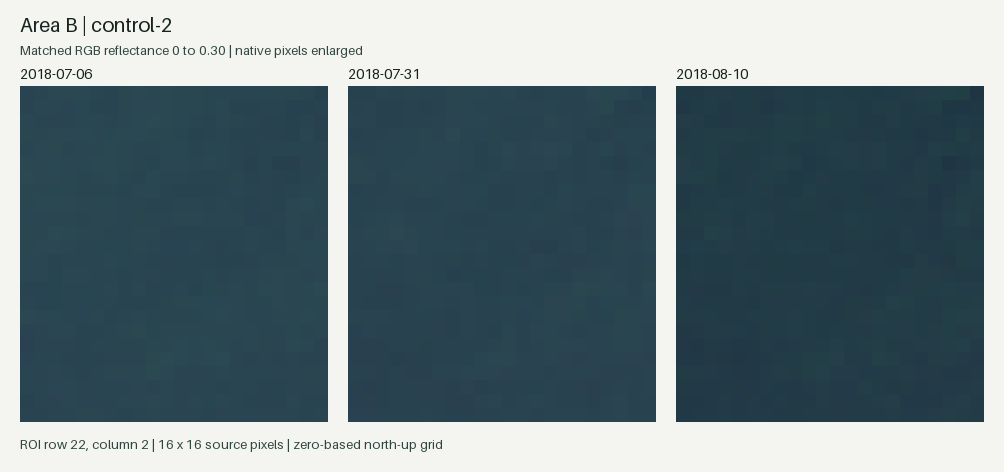 Area B | control-2
Matched RGB reflectance 0 to 0.30 | native pixels enlarged
2018-07-06
2018-07-31
2018-08-10
ROI row 22, column 2 | 16 x 16 source pixels | zero-based north-up grid